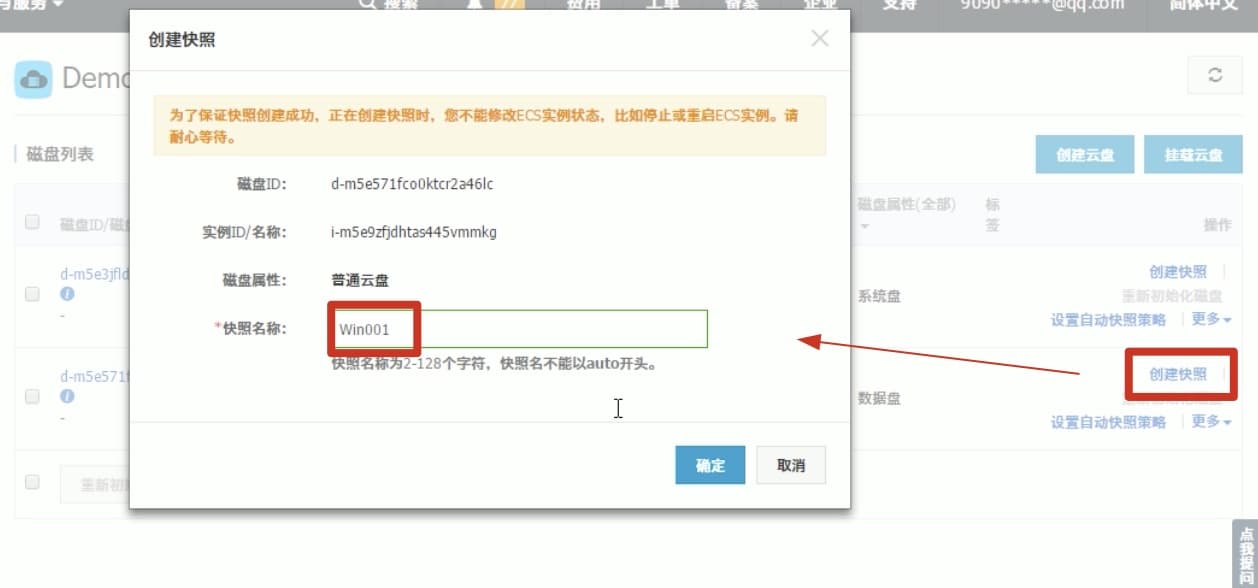 与服务 搜索 77 费用 工单 备案 企业 支持 9090*****@qq.com 简体中文
创建快照
Demo
为了保证快照创建成功，正在创建快照时，您不能修改ECS实例状态，比如停止或重启ECS实例。请
耐心等待。
磁盘列表
创建云盘 挂载云盘
磁盘ID： d-m5e571fco0ktcr2a46lc
磁盘ID/磁盘
磁盘属性(全部) 标
签
操作
实例ID/名称： i-m5e9zfjdhtas445vmmkg
d-m5e3jfld
创建快照
磁盘属性： 普通云盘
-
系统盘
重新初始化磁盘
设置自动快照策略 更多
*快照名称： Win001
快照名称为2-128个字符，快照名不能以auto开头。
d-m5e571f
创建快照
-
数据盘
设置自动快照策略 更多
确定 取消
重新初始
点我提问